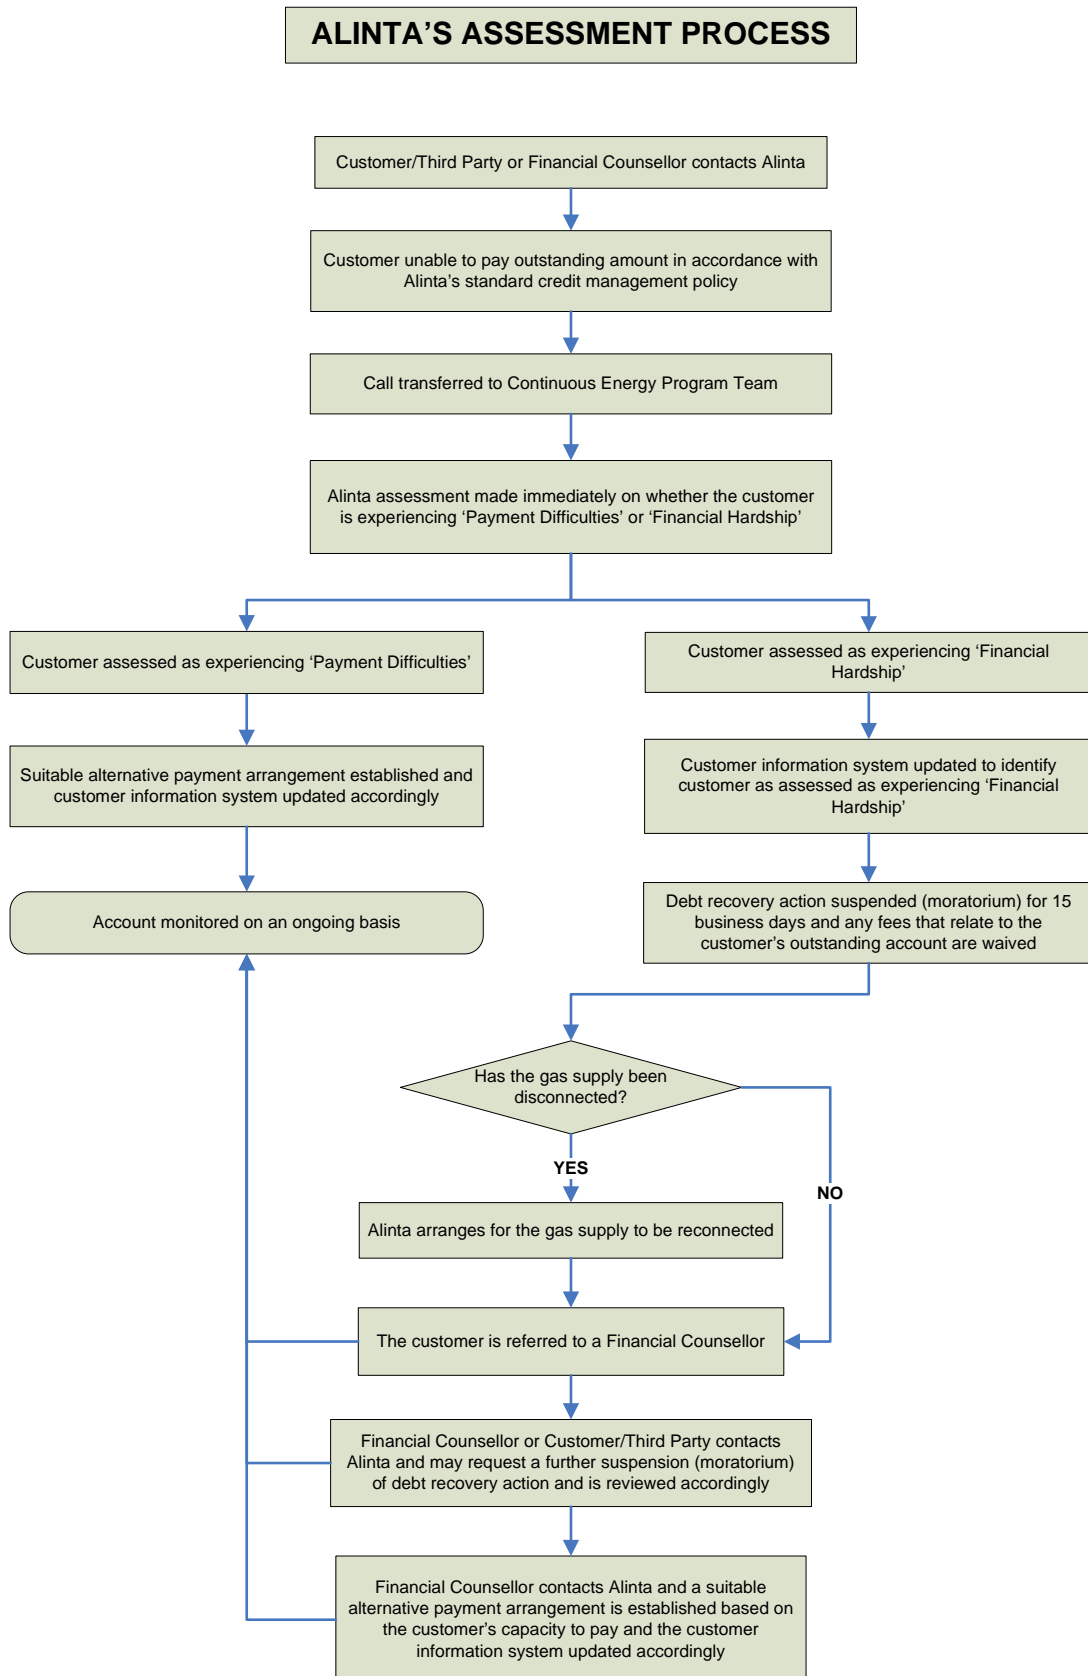 ALINTA'S ASSESSMENT PROCESS
Customer/Third Party or Financial Counsellor contacts Alinta
Customer unable to pay outstanding amount in accordance with
Alinta's standard credit management policy
Call transferred to Continuous Energy Program Team
Alinta assessment made immediately on whether the customer
is experiencing 'Payment Difficulties' or 'Financial Hardship'
Customer assessed as experiencing 'Payment Difficulties'
Suitable alternative payment arrangement established and
customer information system updated accordingly
Account monitored on an ongoing basis
Customer assessed as experiencing 'Financial
Hardship'
Customer information system updated to identify
customer as assessed as experiencing 'Financial
Hardship'
Debt recovery action suspended (moratorium) for 15
business days and any fees that relate to the
customer's outstanding account are waived
Has the gas supply been
disconnected?
YES
NO
Alinta arranges for the gas supply to be reconnected
The customer is referred to a Financial Counsellor
Financial Counsellor or Customer/Third Party contacts
Alinta and may request a further suspension (moratorium)
of debt recovery action and is reviewed accordingly
Financial Counsellor contacts Alinta and a suitable
alternative payment arrangement is established based on
the customer's capacity to pay and the customer
information system updated accordingly